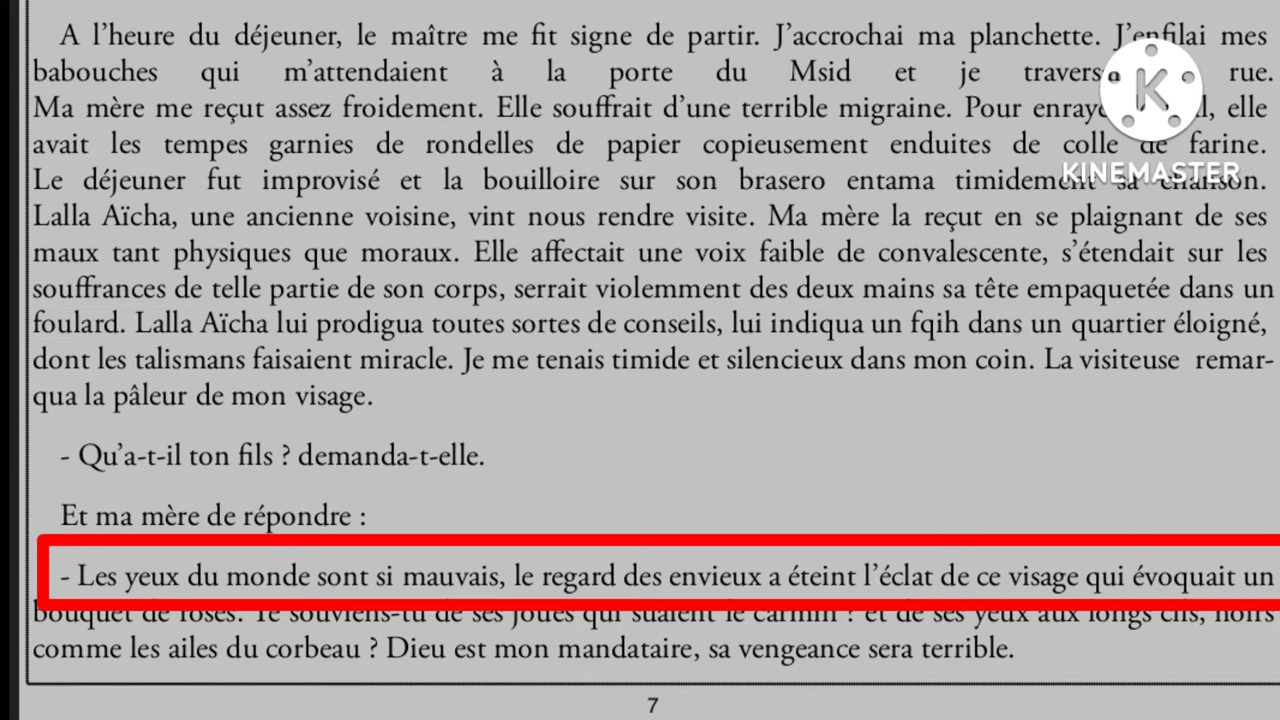 A l’heure du déjeuner, le maître me fit signe de partir. J’accrochai ma planchette. J’enfilai mes
babouches qui m’attendaient à la porte du Msid et je rue.
Ma mère me reçut assez froidement. Elle souffrait d’une terrible migraine. Pour elle
avait les tempes garnies de rondelles de papier copieusement enduites de colle de farine.
Le déjeuner fut improvisé et la bouilloire sur son brasero entama timidement sa chanson.
Lalla Aïcha, une ancienne voisine, vint nous rendre visite. Ma mère la reçut en se plaignant de ses
maux tant physiques que moraux. Elle affectait une voix faible de convalescente, s’étendait sur les
souffrances de telle partie de son corps, serrait violemment des deux mains sa tête empaquetée dans un
foulard. Lalla Aïcha lui prodigua toutes sortes de conseils, lui indiqua un fqih dans un quartier éloigné,
dont les talismans faisaient miracle. Je me tenais timide et silencieux dans mon coin. La visiteuse remar-
qua la pâleur de mon visage.
- Qu’a-t-il ton fils ? demanda-t-elle.
Et ma mère de répondre :
- Les yeux du monde sont si mauvais, le regard des envieux a éteint l’éclat de ce visage qui évoquait un
bouquet de roses. Te souviens-tu de ses joues qui suaient le carmin ? et de ses yeux aux longs cils, noirs
comme les ailes du corbeau ? Dieu est mon mandataire, sa vengeance sera terrible.
7
K
KINEMASTER